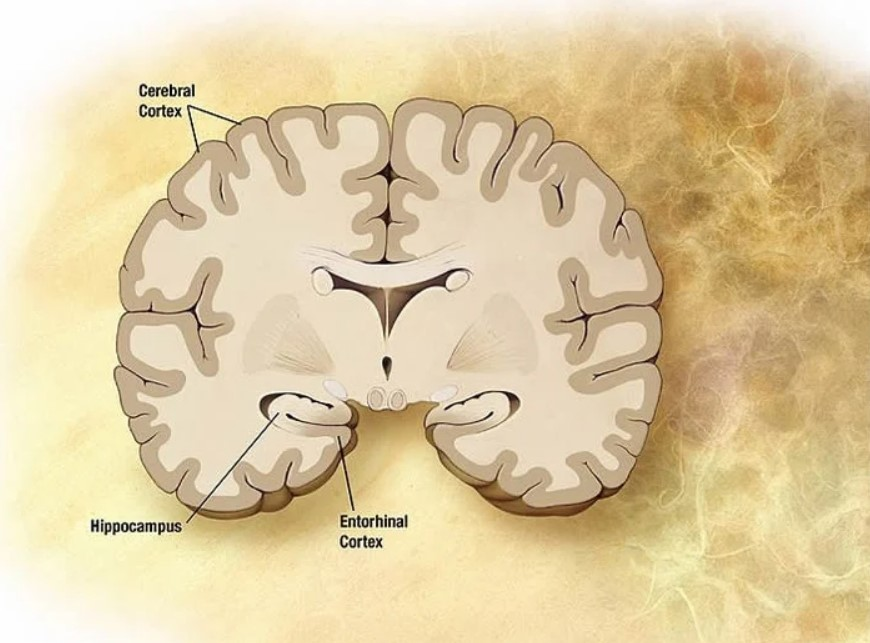 Cerebral
Cortex
Hippocampus
Entorhinal
Cortex